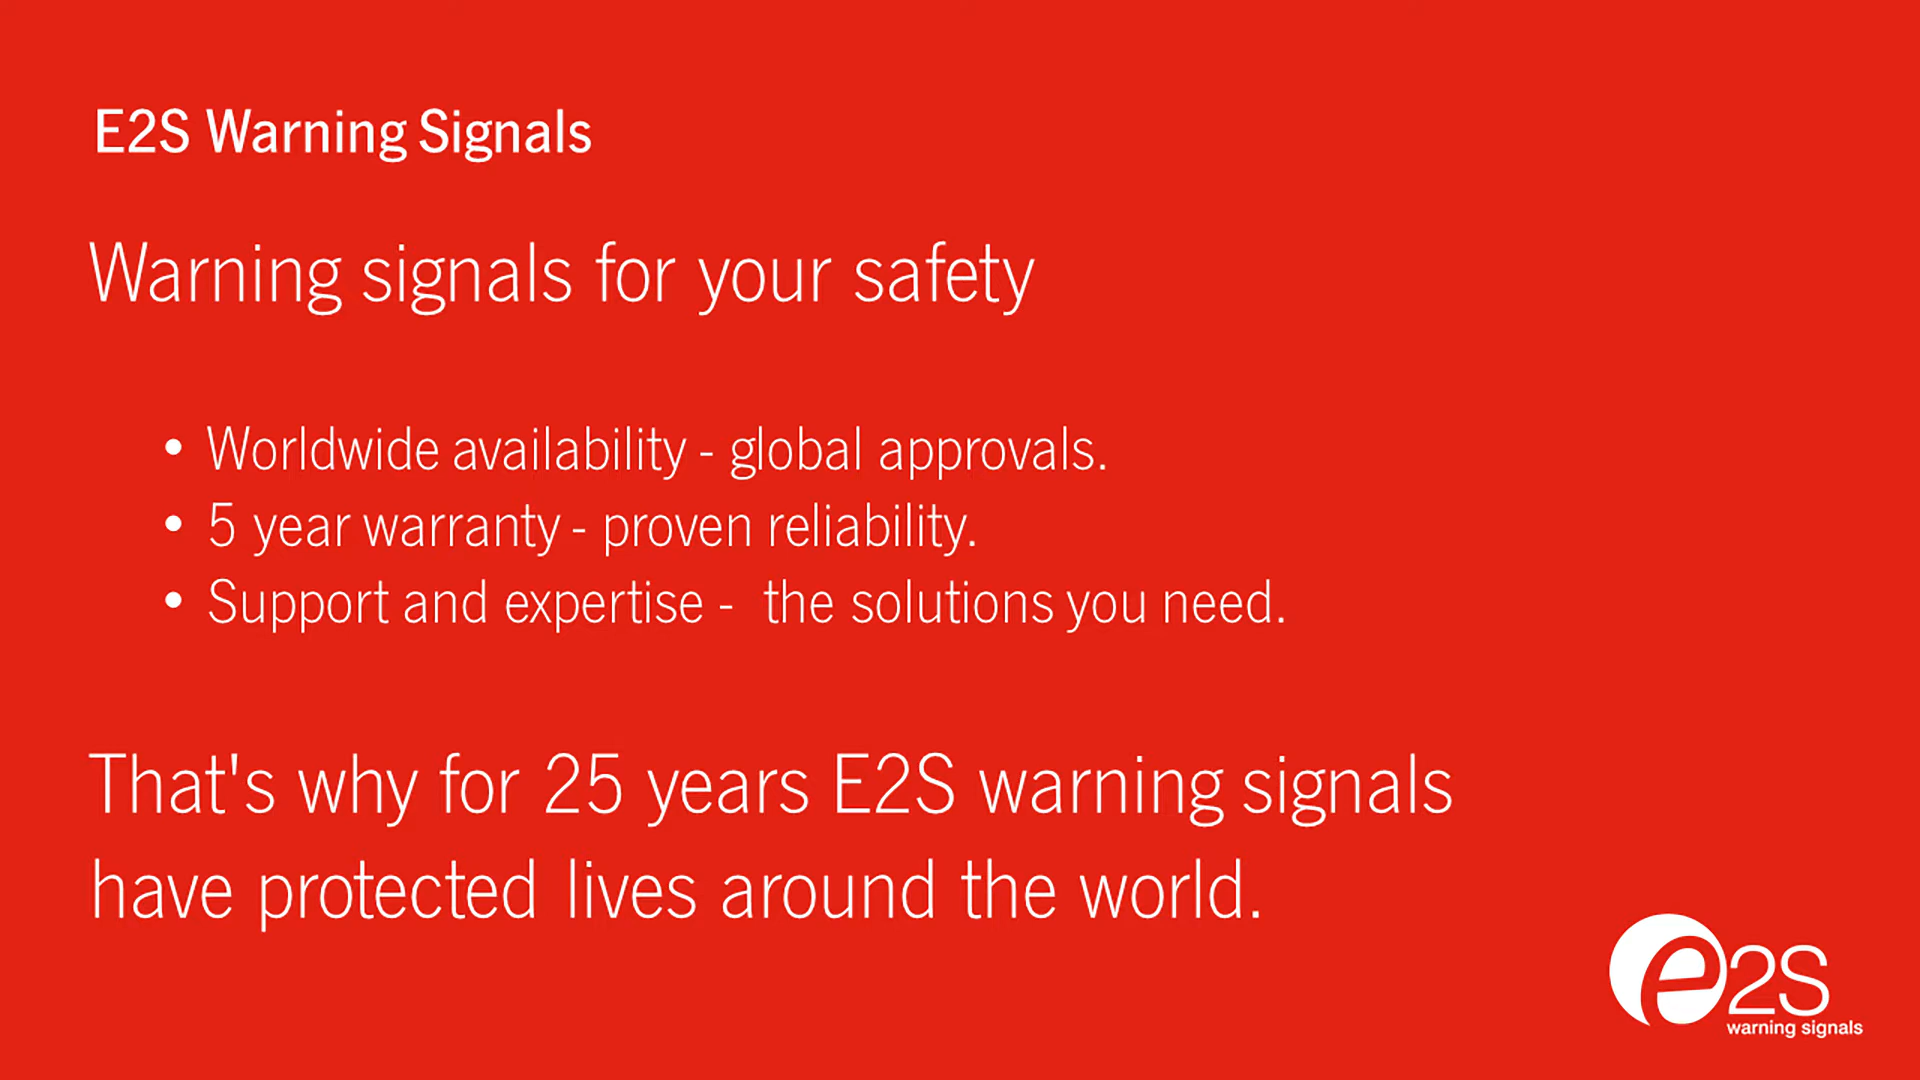 E2S Warning Signals
Warning signals for your safety
• Worldwide availability - global approvals.
• 5 year warranty - proven reliability.
• Support and expertise -  the solutions you need.
That's why for 25 years E2S warning signals
have protected lives around the world.
e2S
warning signals